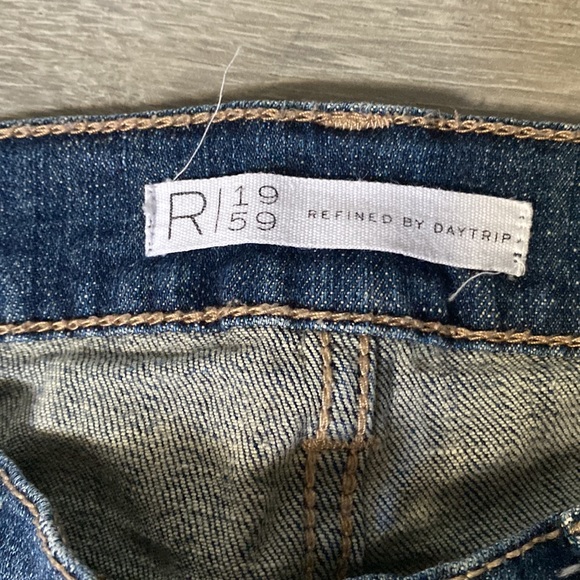 R/ 19
59
REFINED BY DAYTRIP